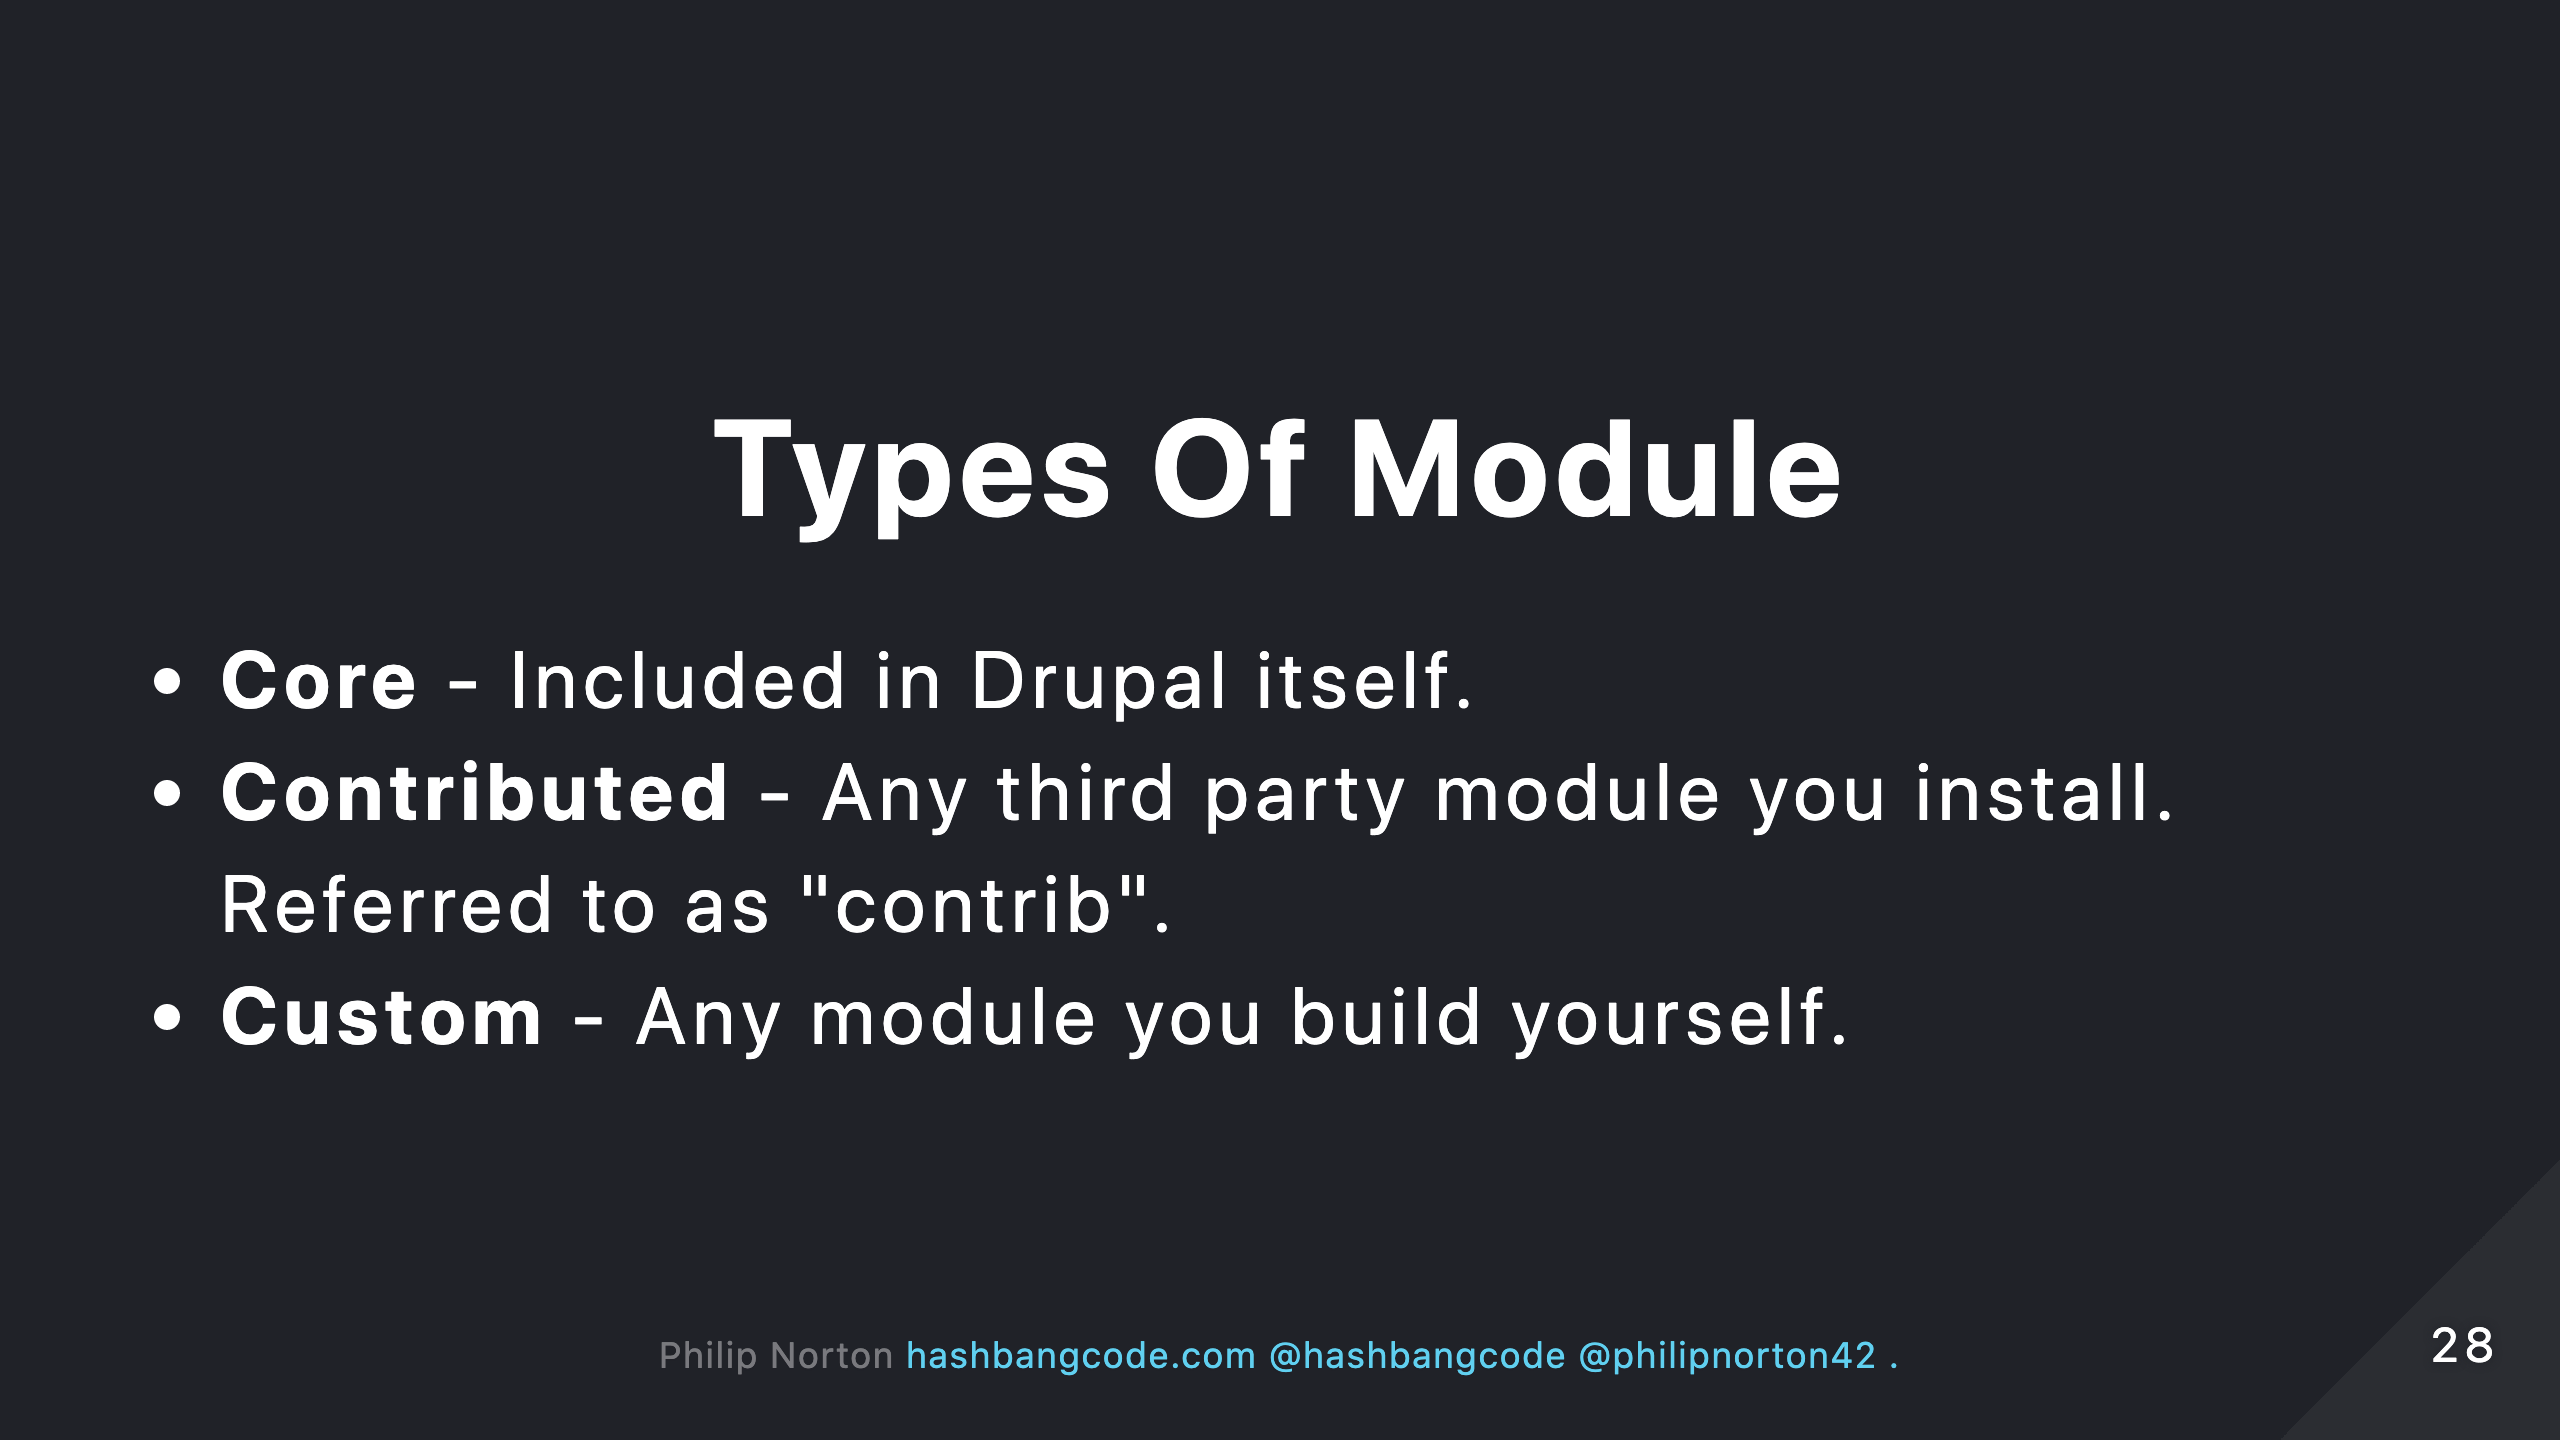 Types Of Module
• Core - Included in Drupal itself.
• Contributed - Any third party module you install.
Referred to as "contrib".
• Custom - Any module you build yourself.
Philip Norton hashbangcode.com @hashbangcode @philipnorton42 .
28